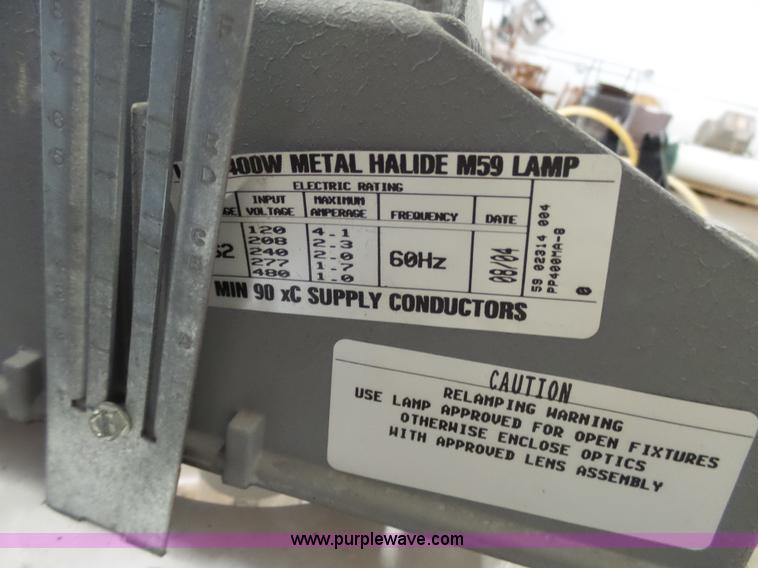 400W METAL HALIDE M59 LAMP
ELECTRIC RATING
INPUT VOLTAGE MAXIMUM AMPERAGE FREQUENCY DATE
120 4.1
208 2.3
240 2.0
277 1.7
480 1.0
60Hz
08/04
59 02314 004
PP400MA-B
0
MIN 90 xC SUPPLY CONDUCTORS
CAUTION
RELAMPING WARNING
USE LAMP APPROVED FOR OPEN FIXTURES
OTHERWISE ENCLOSE OPTICS
WITH APPROVED LENS ASSEMBLY
www.purplewave.com